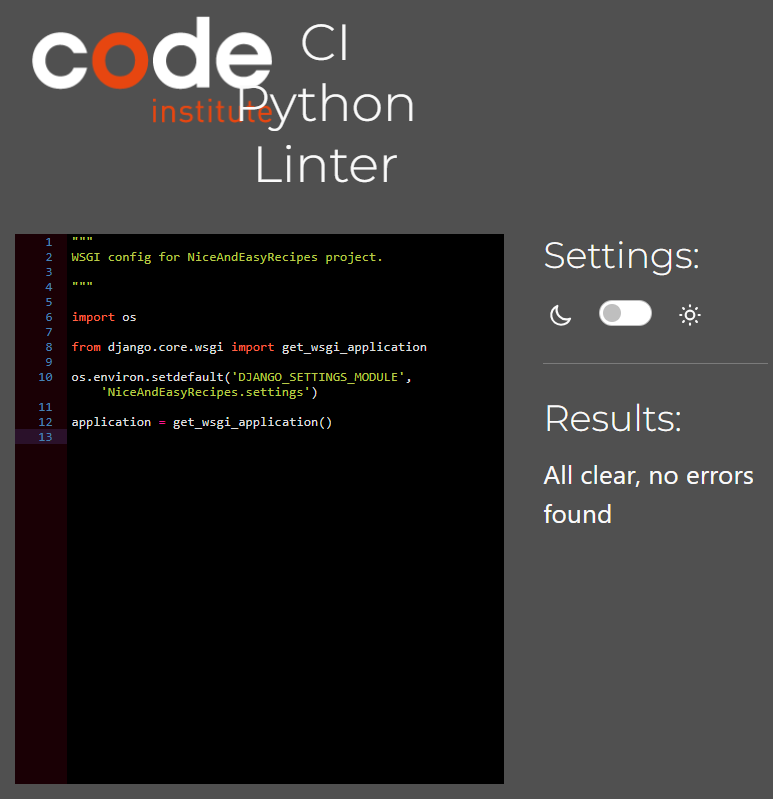 code
institute
CI
Python
Linter
1 """
2 WSGI config for NiceAndEasyRecipes project.
3
4 """
5
6 import os
7
8 from django.core.wsgi import get_wsgi_application
9
10 os.environ.setdefault('DJANGO_SETTINGS_MODULE',
'NiceAndEasyRecipes.settings')
11
12 application = get_wsgi_application()
13
Settings:
Results:
All clear, no errors
found